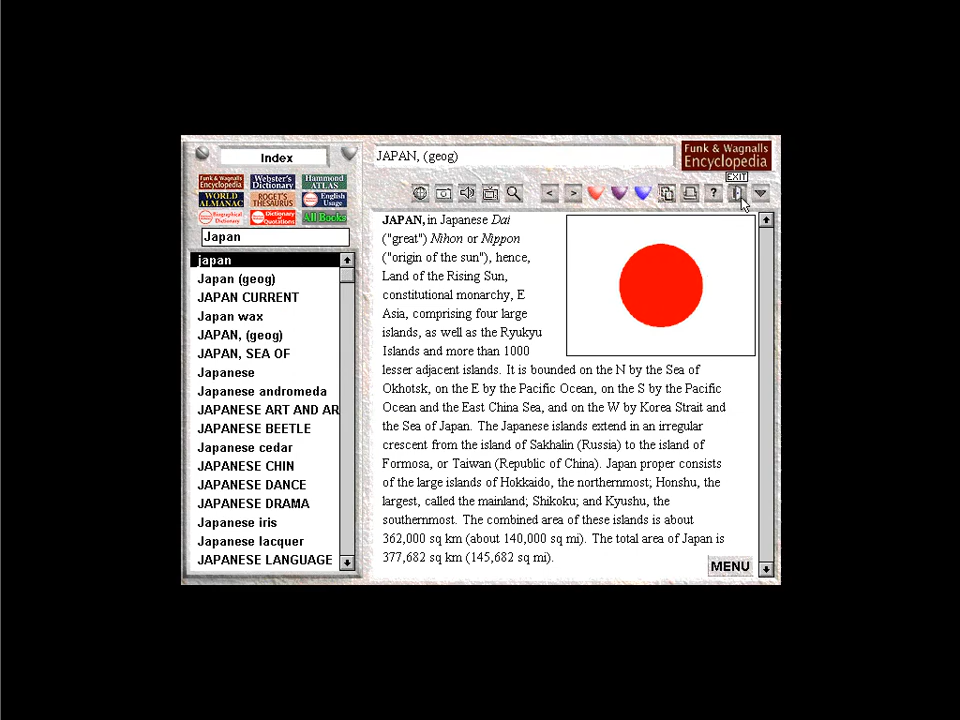 Index
Funk & Wagnalls
Encyclopedia
Webster's
Dictionary
HAMMOND
ATLAS
WORLD
ALMANAC
ROGET'S
THESAURUS
English
Usage
Biographical
Dictionary
Dictionary
of
Quotations
All Books
Japan
japan
Japan (geog)
JAPAN CURRENT
Japan wax
JAPAN, (geog)
JAPAN, SEA OF
Japanese
Japanese andromeda
JAPANESE ART AND AR
JAPANESE BEETLE
Japanese cedar
JAPANESE CHIN
JAPANESE DANCE
JAPANESE DRAMA
Japanese iris
Japanese lacquer
JAPANESE LANGUAGE
JAPAN, (geog)
Funk & Wagnalls
Encyclopedia
EXIT
< > ?
JAPAN, in Japanese Dai
("great") Nihon or Nippon
("origin of the sun"), hence,
Land of the Rising Sun,
constitutional monarchy, E
Asia, comprising four large
islands, as well as the Ryukyu
Islands and more than 1000
lesser adjacent islands. It is bounded on the N by the Sea of
Okhotsk, on the E by the Pacific Ocean, on the S by the Pacific
Ocean and the East China Sea, and on the W by Korea Strait and
the Sea of Japan. The Japanese islands extend in an irregular
crescent from the island of Sakhalin (Russia) to the island of
Formosa, or Taiwan (Republic of China). Japan proper consists
of the large islands of Hokkaido, the northernmost; Honshu, the
largest, called the mainland; Shikoku; and Kyushu, the
southernmost. The combined area of these islands is about
362,000 sq km (about 140,000 sq mi). The total area of Japan is
377,682 sq km (145,682 sq mi).
MENU